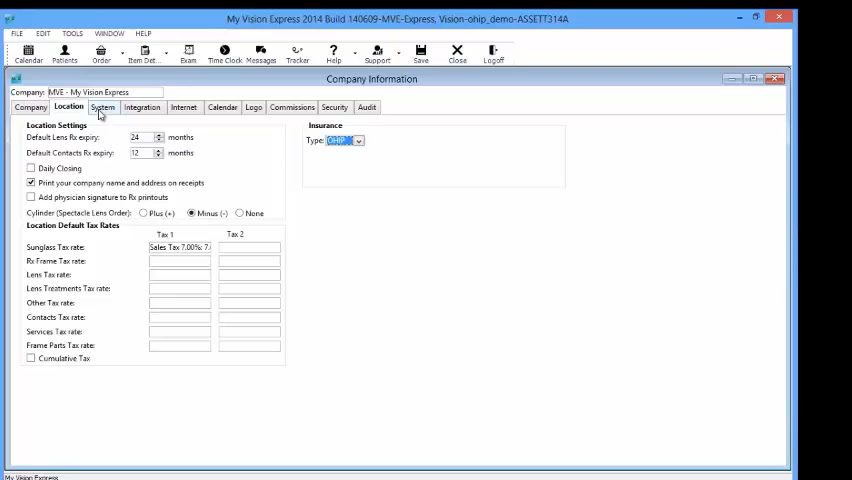 My Vision Express 2014 Build 140609-MVE-Express, Vision-ohip_demo-ASSETT314A
FILE EDIT TOOLS WINDOW HELP
Calendar Patients Order Item Det... Exam Time Clock Messages Tracker Help Support Save Close Logoff
Company Information
Company: MVE - My Vision Express
Company Location System Integration Internet Calendar Logo Commissions Security Audit
Location Settings
Default Lens Rx expiry: 24 months
Default Contacts Rx expiry: 12 months
Daily Closing
Print your company name and address on receipts
Add physician signature to Rx printouts
Cylinder (Spectacle Lens Order): Plus (+) Minus (-) None
Location Default Tax Rates
Tax 1 Tax 2
Sunglass Tax rate: Sales Tax 7.00%: 7.
Rx Frame Tax rate:
Lens Tax rate:
Lens Treatments Tax rate:
Other Tax rate:
Contacts Tax rate:
Services Tax rate:
Frame Parts Tax rate:
Cumulative Tax
Insurance
Type: OHIP
My Vision Express